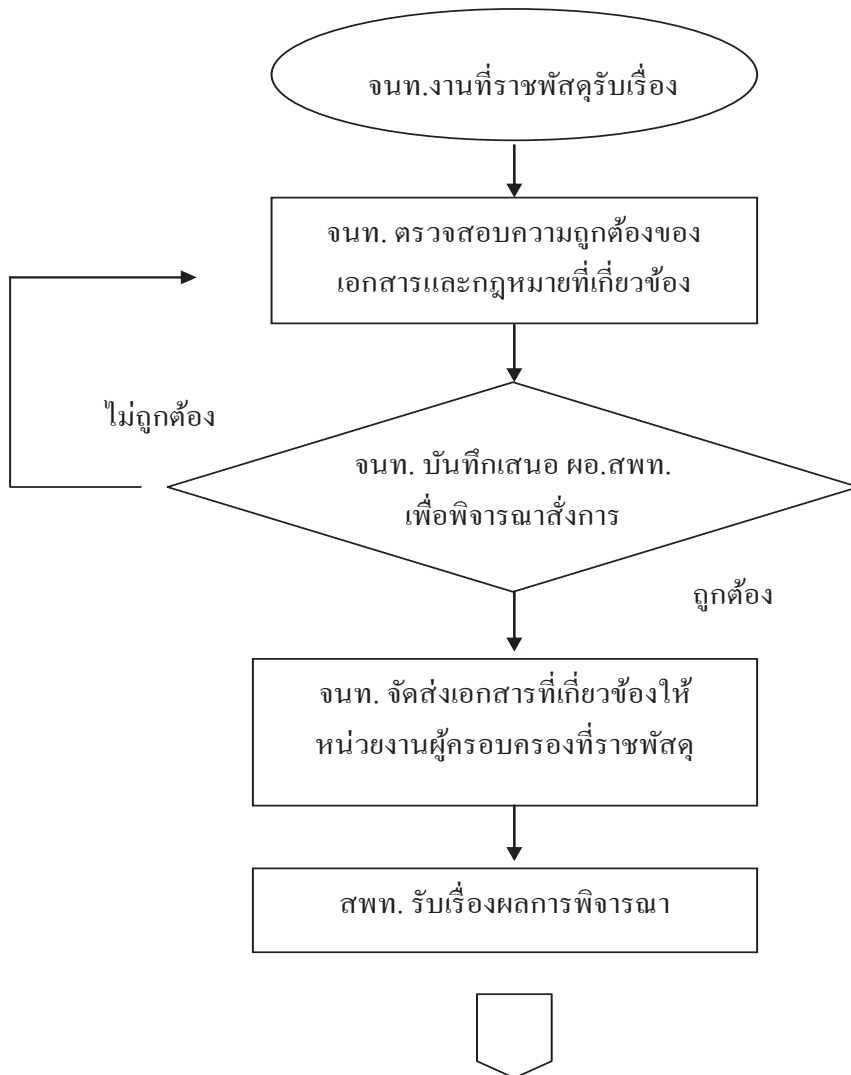 จนท.งานที่ราชพัสดุรับเรื่อง
จนท. ตรวจสอบความถูกต้องของ
เอกสารและกฎหมายที่เกี่ยวข้อง
ไม่ถูกต้อง
จนท. บันทึกเสนอ ผอ.สพท.
เพื่อพิจารณาสั่งการ
ถูกต้อง
จนท. จัดส่งเอกสารที่เกี่ยวข้องให้
หน่วยงานผู้ครอบครองที่ราชพัสดุ
สพท. รับเรื่องผลการพิจารณา